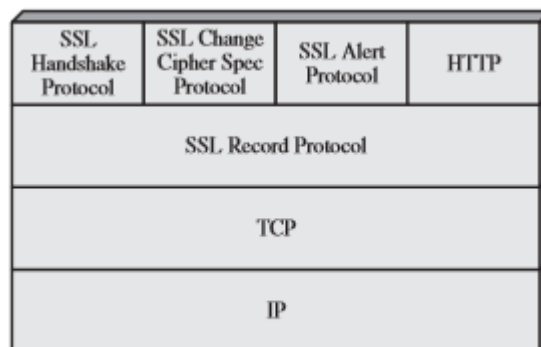 SSL
Handshake
Protocol
SSL Change
Cipher Spec
Protocol
SSL Alert
Protocol
HTTP
SSL Record Protocol
TCP
IP